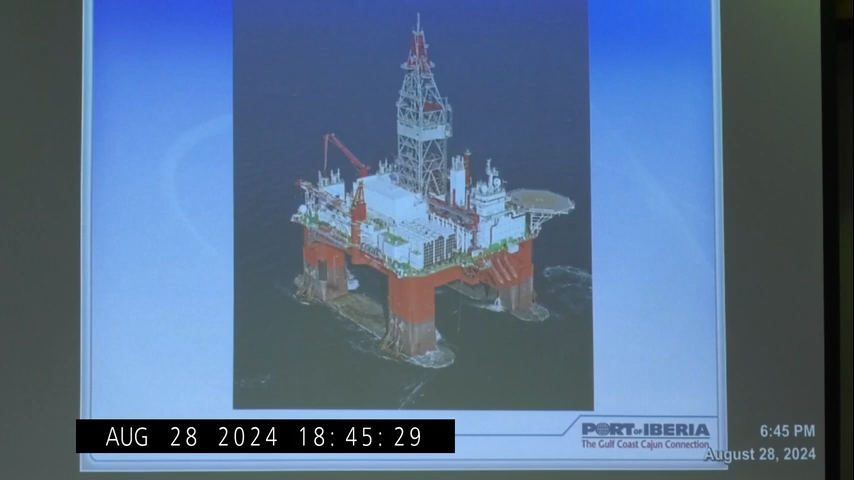 PORT OF IBERIA
The Gulf Coast Cajun Connection
6:45 PM
August 28, 2024
AUG 28 2024 18:45:29